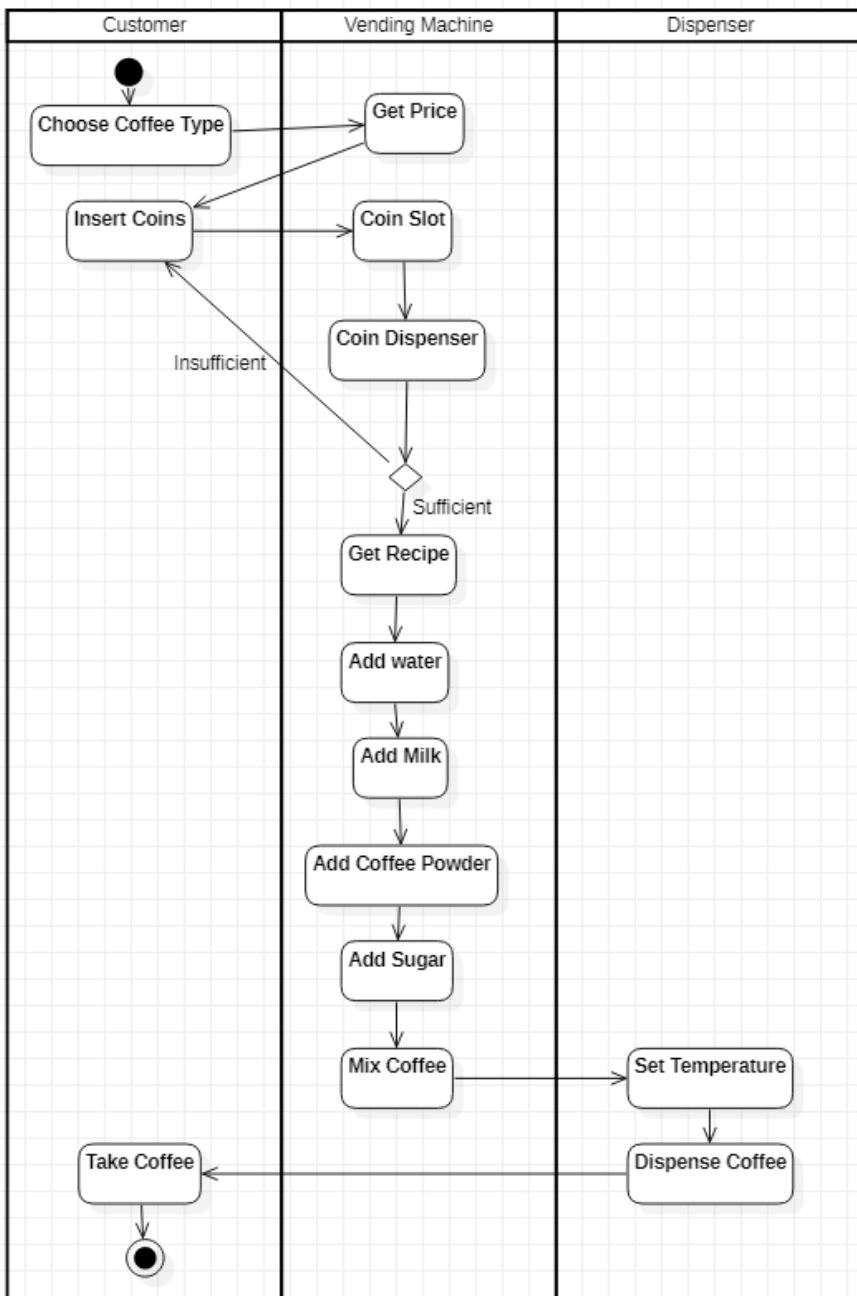 Customer
Vending Machine
Dispenser
Choose Coffee Type
Get Price
Insert Coins
Coin Slot
Coin Dispenser
Insufficient
Sufficient
Get Recipe
Add water
Add Milk
Add Coffee Powder
Add Sugar
Mix Coffee
Set Temperature
Take Coffee
Dispense Coffee